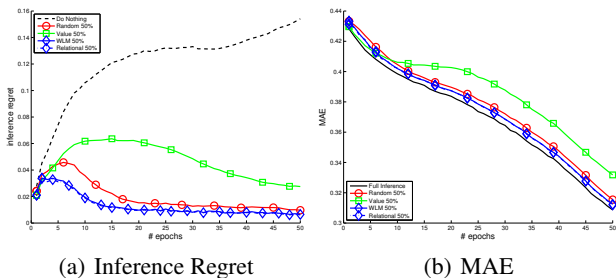 0.16
0.14
0.12
0.1
0.08
0.06
0.04
0.02
0
inference regret
Do Nothing
Random 50%
Value 50%
WLM 50%
Relational 50%
0 5 10 15 20 25 30 35 40 45 50
# epochs
(a) Inference Regret
0.44
0.42
0.4
0.38
0.36
0.34
0.32
0.3
MAE
Full Inference
Random 50%
Value 50%
WLM 50%
Relational 50%
0 5 10 15 20 25 30 35 40 45 50
# epochs
(b) MAE